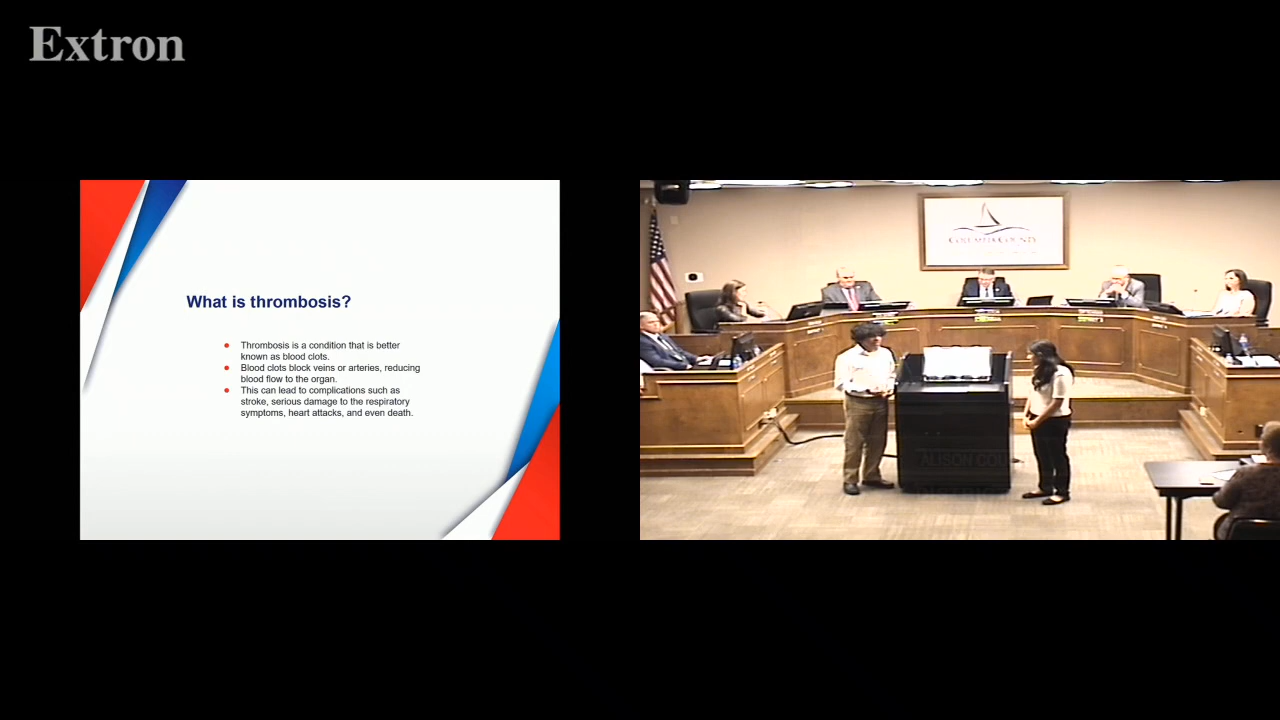 Extron
What is thrombosis?
Thrombosis is a condition that is better
known as blood clots.
Blood clots block veins or arteries, reducing
blood flow to the organ.
This can lead to complications such as
stroke, serious damage to the respiratory
symptoms, heart attacks, and even death.
COUNTY